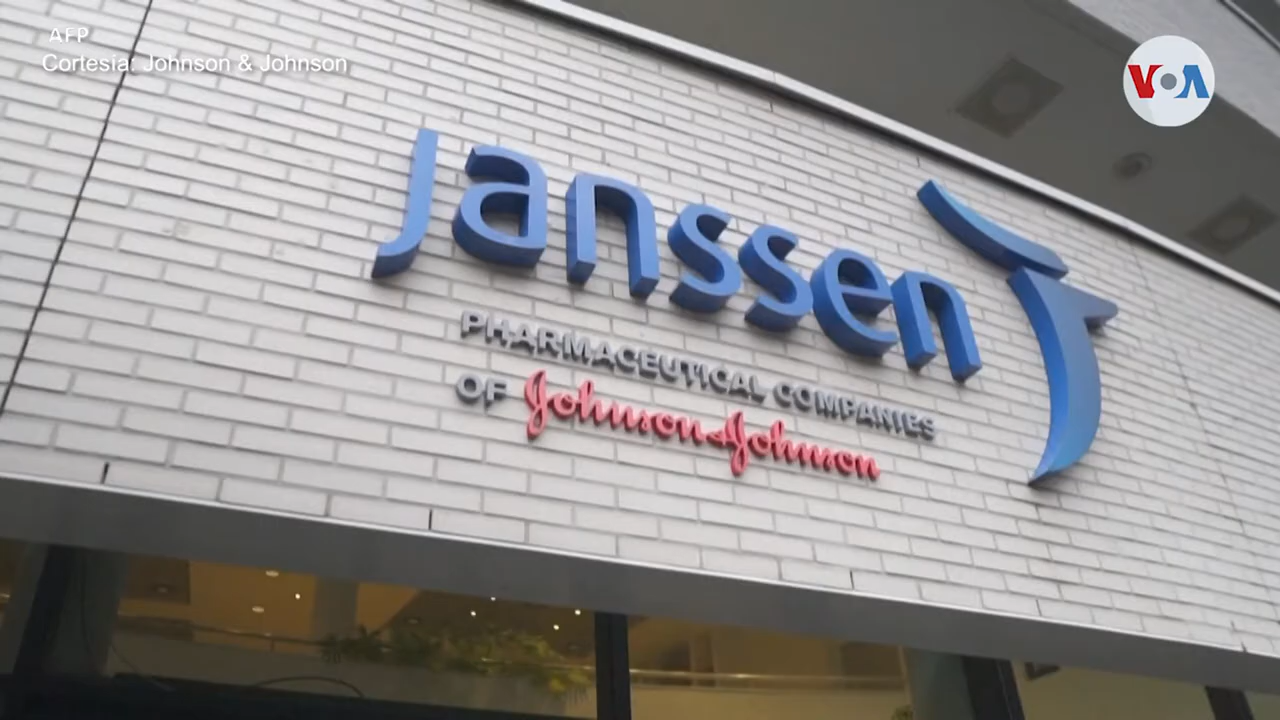 AFP
Cortesía: Johnson & Johnson
VOA
Janssen
PHARMACEUTICAL COMPANIES
OF Johnson&Johnson